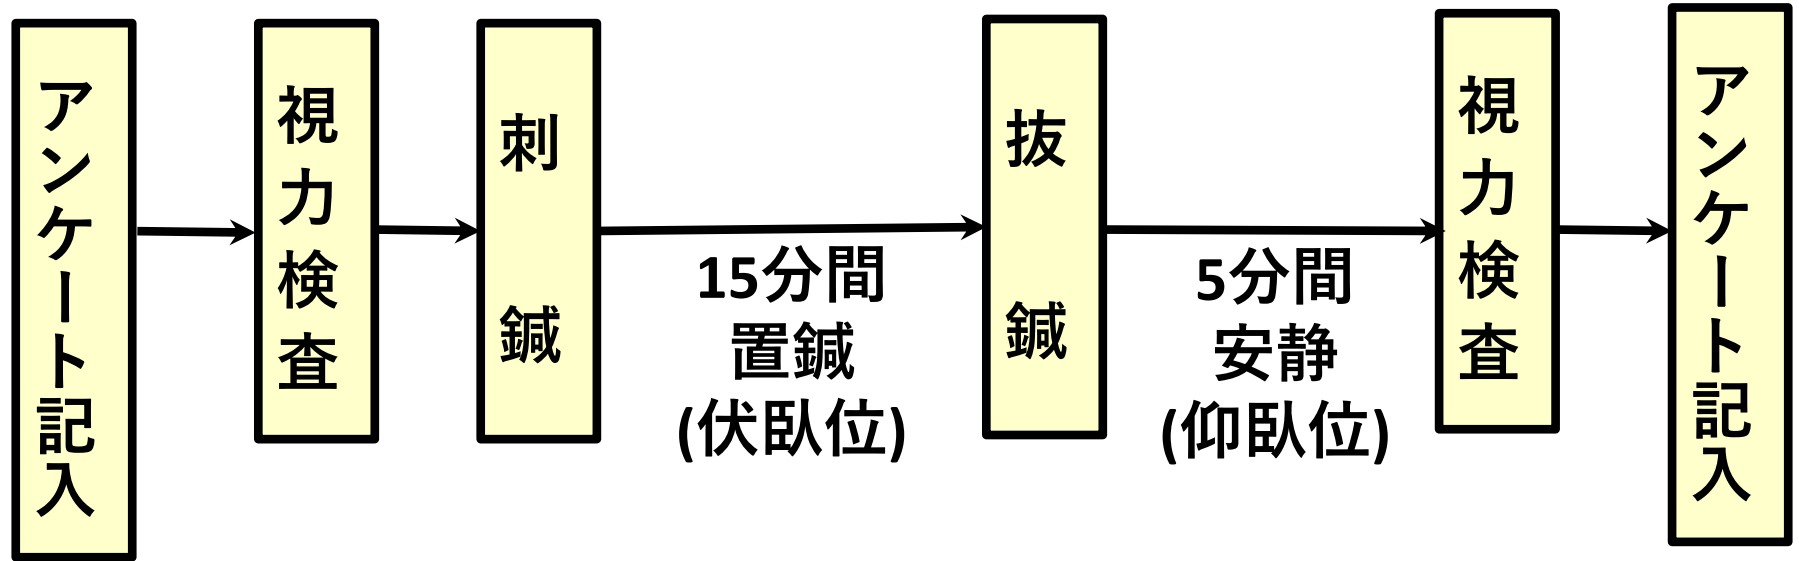 アンケート記入
視力検査
刺鍼
15分間
置鍼
(伏臥位)
抜鍼
5分間
安静
(仰臥位)
視力検査
アンケート記入